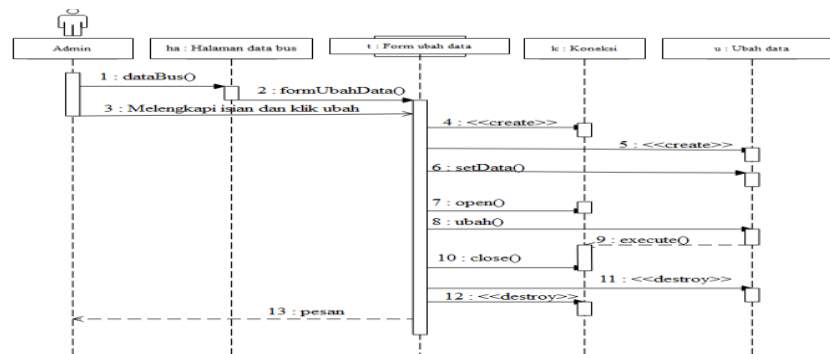 Admin
ha : Halaman data bus
t : Form ubah data
k : Koneksi
u : Ubah data
1 : dataBus()
2 : formUbahData()
3 : Melengkapi isian dan klik ubah
4 : <<create>>
5 : <<create>>
6 : setData()
7 : open()
8 : ubah()
9 : execute()
10 : close()
11 : <<destroy>>
12 : <<destroy>>
13 : pesan